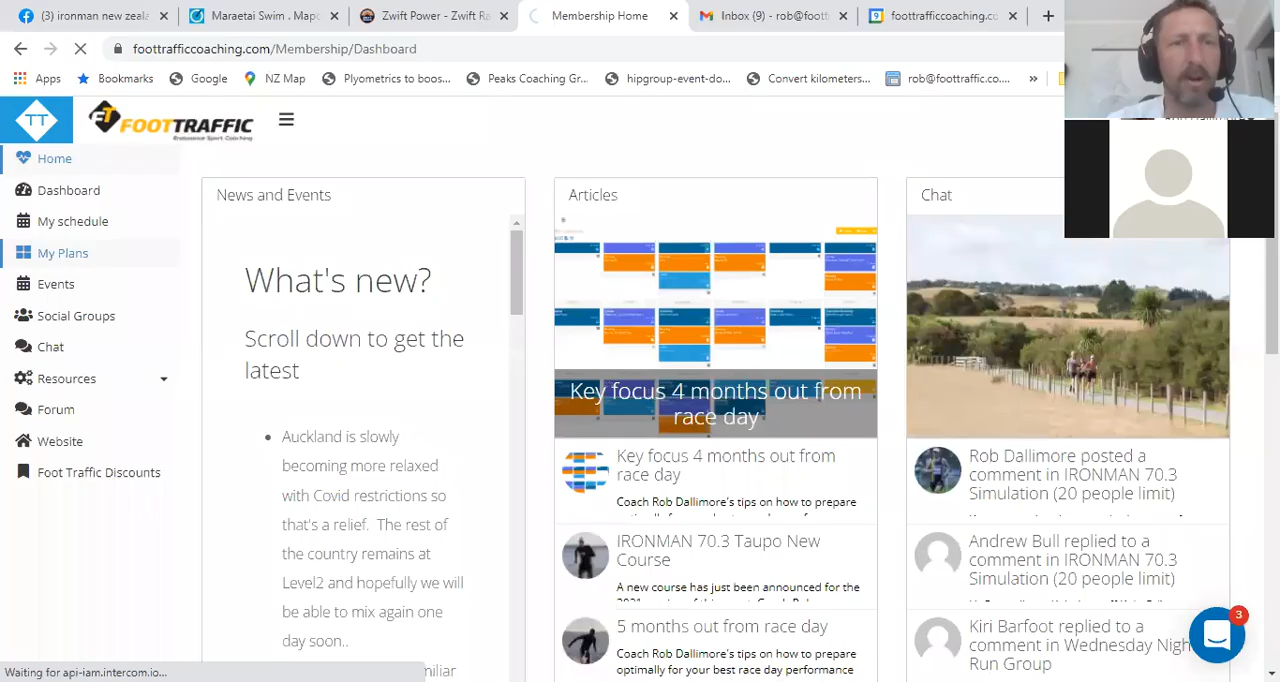 (3) ironman new zeala
Maraetai Swim . Mapo
Zwift Power - Zwift Ra
Membership Home
Inbox (9) - rob@foott
foottrafficcoaching.co
foottrafficcoaching.com/Membership/Dashboard
Apps
Bookmarks
Google
NZ Map
Plyometrics to boos...
Peaks Coaching Gr...
hipgroup-event-da...
Convert kilometers...
rob@foottraffic.co....
»
TT
FT FOOTTRAFFIC
Endurance Sport Coaching
Home
Dashboard
My schedule
My Plans
Events
Social Groups
Chat
Resources
Forum
Website
Foot Traffic Discounts
News and Events
What's new?
Scroll down to get the
latest
• Auckland is slowly
becoming more relaxed
with Covid restrictions so
that's a relief. The rest of
the country remains at
Level2 and hopefully we will
be able to mix again one
day soon..
Articles
Key focus 4 months out from
race day
Key focus 4 months out from
race day
Coach Rob Dallimore's tips on how to prepare
IRONMAN 70.3 Taupo New
Course
A new course has just been announced for the
5 months out from race day
Coach Rob Dallimore's tips on how to prepare
optimally for your best race day performance
Chat
Rob Dallimore posted a
comment in IRONMAN 70.3
Simulation (20 people limit)
Andrew Bull replied to a
comment in IRONMAN 70.3
Simulation (20 people limit)
Kiri Barfoot replied to a
comment in Wednesday Nigh
Run Group
3
Waiting for api-iam.intercom.io...